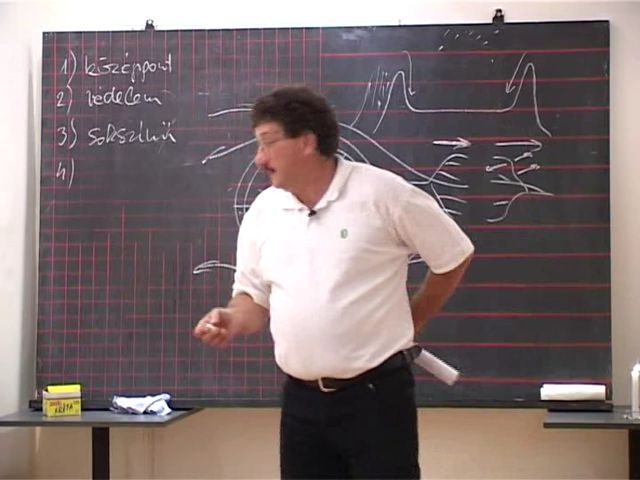 1) középpont
2) védelem
3) sokszínű
4)